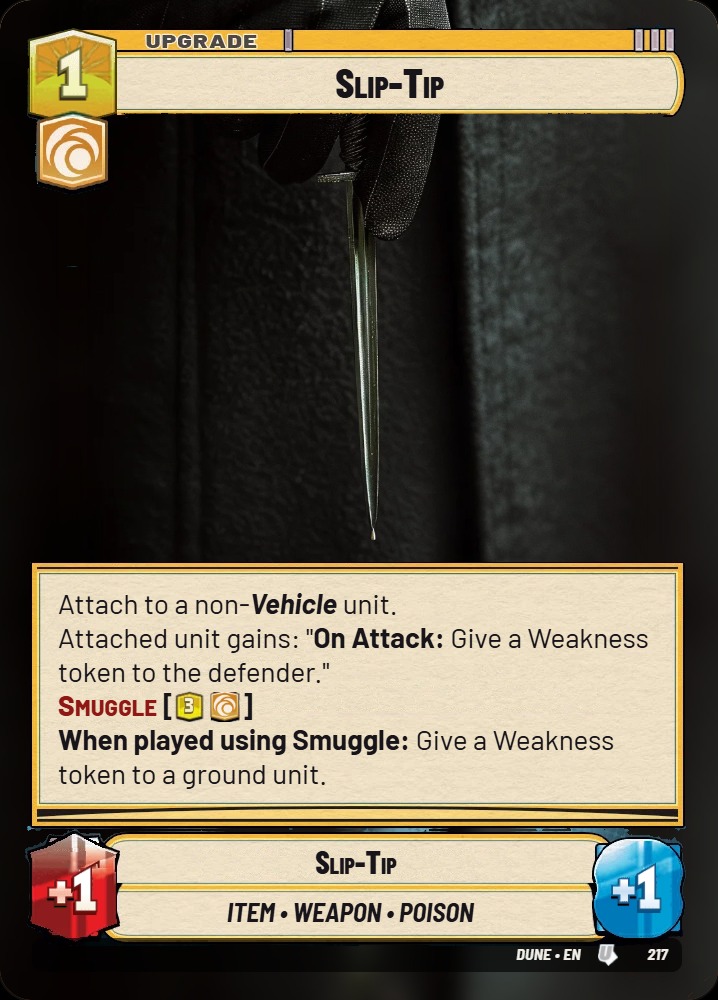 UPGRADE
1
Slip-Tip
Attach to a non-Vehicle unit.
Attached unit gains: "On Attack: Give a Weakness
token to the defender."
Smuggle [3]
When played using Smuggle: Give a Weakness
token to a ground unit.
+1
Slip-Tip
+1
ITEM • WEAPON • POISON
DUNE • EN U 217